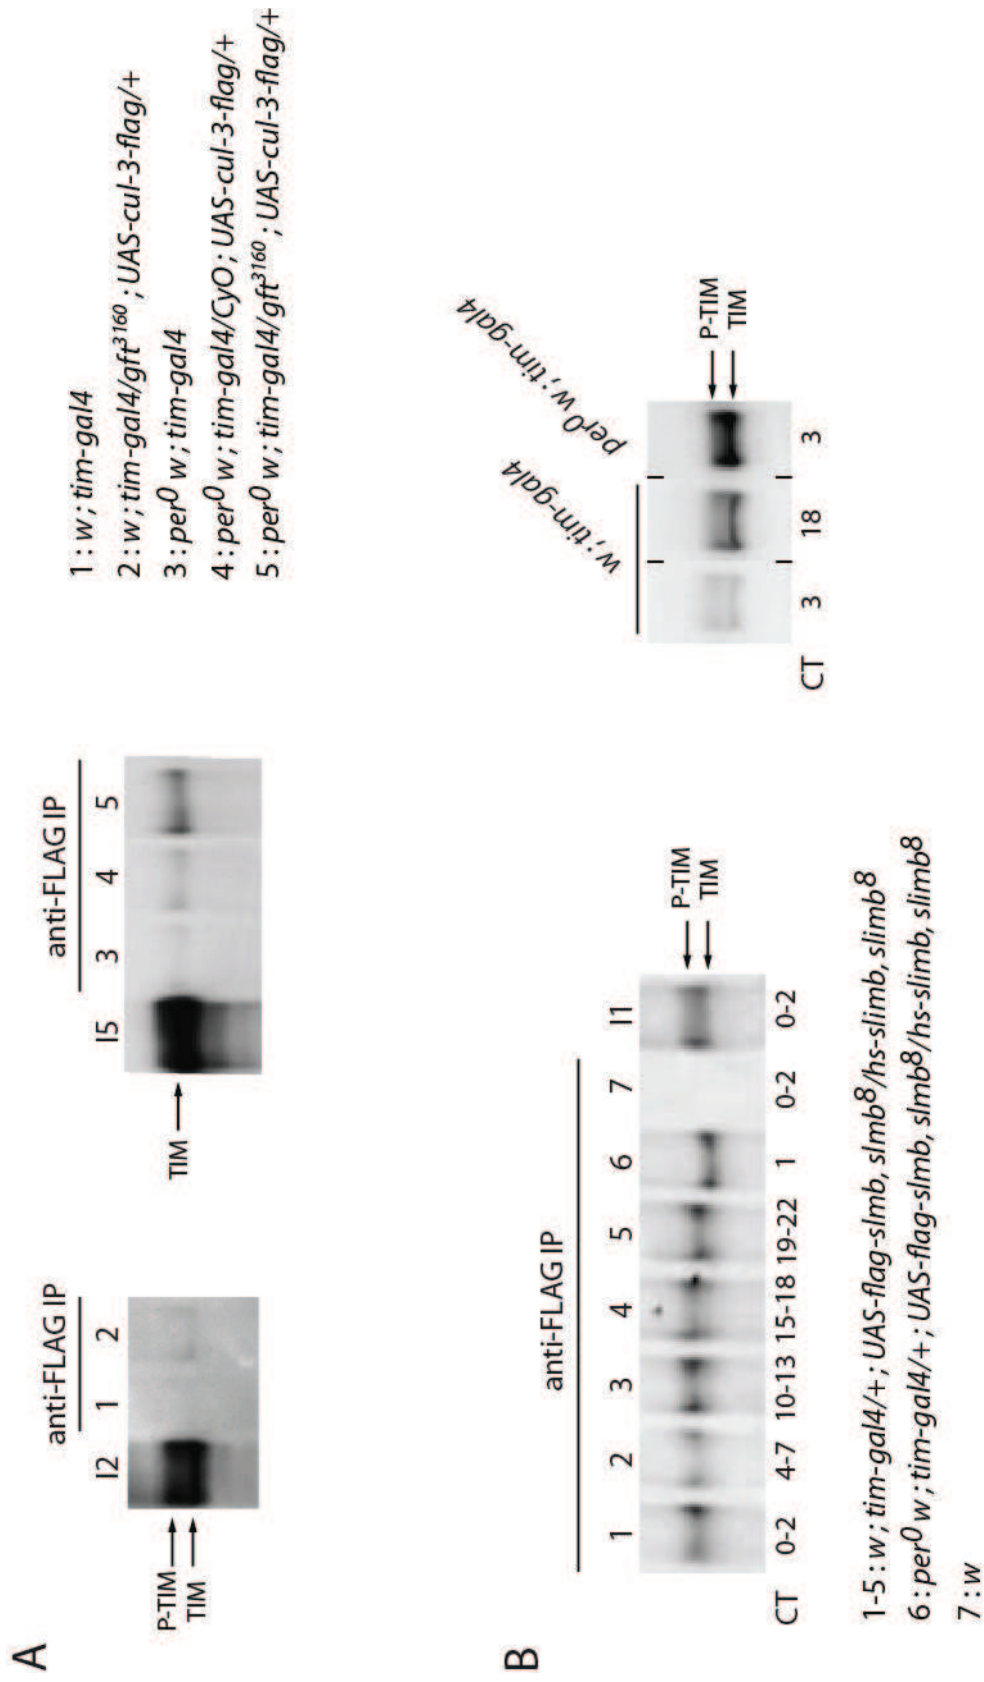 A
anti-FLAG IP
I2 1 2
P-TIM
TIM
anti-FLAG IP
I5 3 4 5
TIM
1 : w ; tim-gal4
2 : w ; tim-gal4/gft3160 ; UAS-cul-3-flag/+
3 : per0 w ; tim-gal4
4 : per0 w ; tim-gal4/CyO ; UAS-cul-3-flag/+
5 : per0 w ; tim-gal4/gft3160 ; UAS-cul-3-flag/+
B
anti-FLAG IP
1 2 3 4 5 6 7 I1
P-TIM
TIM
CT 0-2 4-7 10-13 15-18 19-22 1 0-2 0-2
1-5 : w ; tim-gal4/+ ; UAS-flag-slmb, slmb8/hs-slimb, slimb8
6 : per0 w ; tim-gal4/+ ; UAS-flag-slmb, slmb8/hs-slimb, slimb8
7 : w
w ; tim-gal4
per0 w ; tim-gal4
P-TIM
TIM
CT 3 18 3